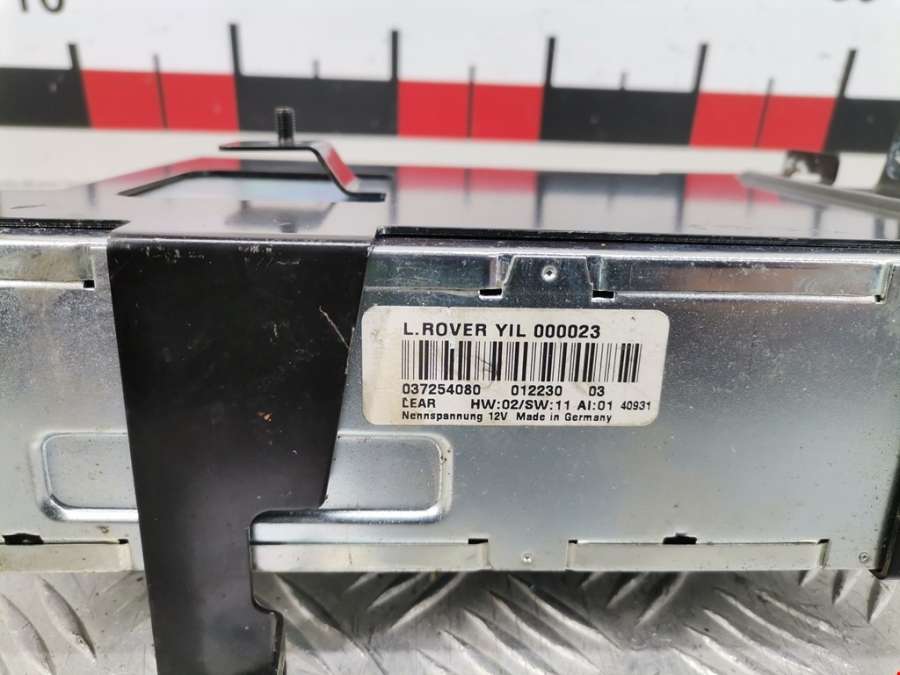 L.ROVER YIL 000023
037254080 012230 03
LEAR HW:02/SW:11 AI:01 40931
Nennspannung 12V Made in Germany